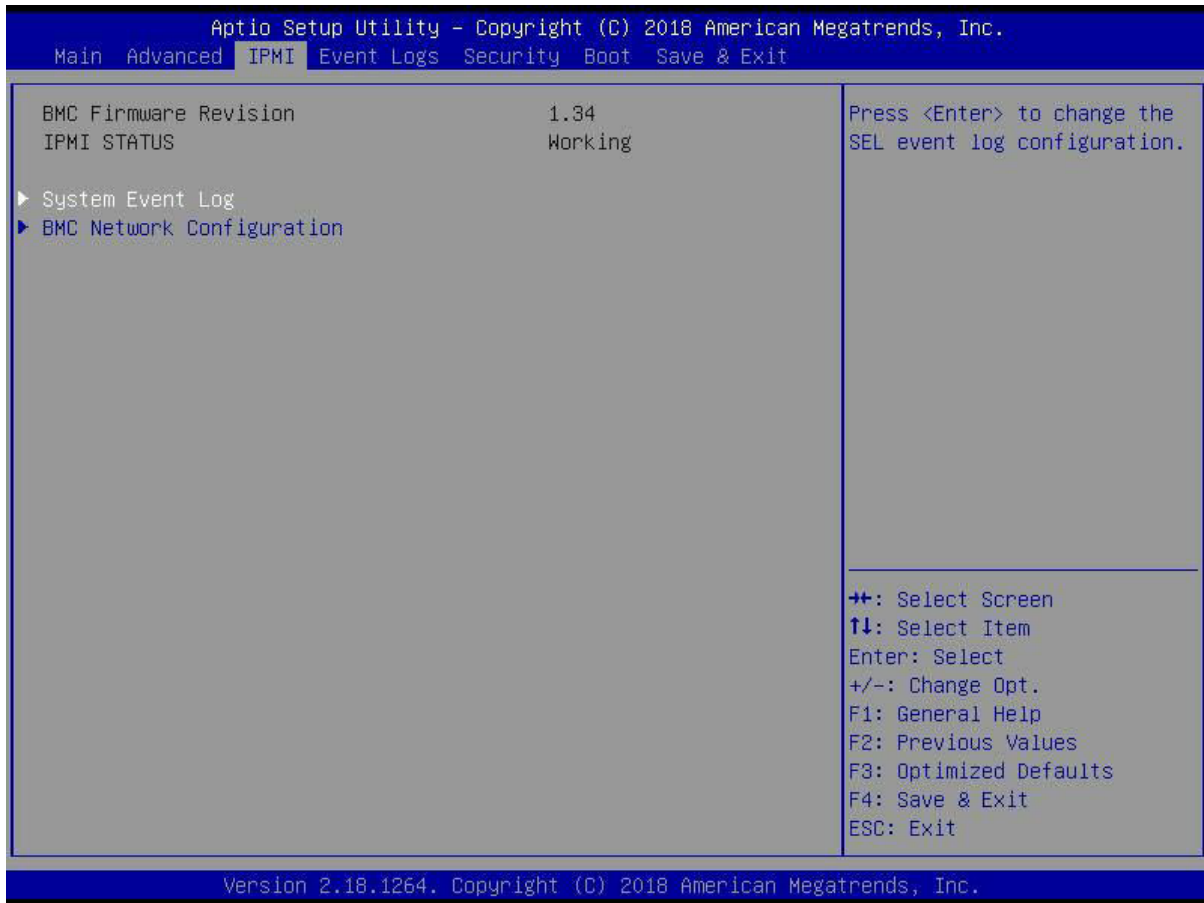 Aptio Setup Utility – Copyright (C) 2018 American Megatrends, Inc.
Main Advanced IPMI Event Logs Security Boot Save & Exit
BMC Firmware Revision 1.34
IPMI STATUS Working
► System Event Log
► BMC Network Configuration
Press <Enter> to change the
SEL event log configuration.
→←: Select Screen
↑↓: Select Item
Enter: Select
+/-: Change Opt.
F1: General Help
F2: Previous Values
F3: Optimized Defaults
F4: Save & Exit
ESC: Exit
Version 2.18.1264. Copyright (C) 2018 American Megatrends, Inc.